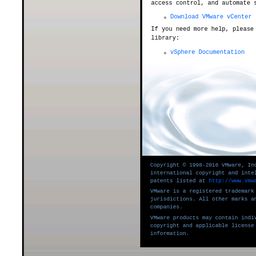 access control, and automate s
Download VMware vCenter
If you need more help, please
library:
vSphere Documentation
Copyright © 1998-2016 VMware, Inc
international copyright and intel
patents listed at http://www.vmwa
VMware is a registered trademark
jurisdictions. All other marks an
companies.
VMware products may contain indiv
copyright and applicable license
information.